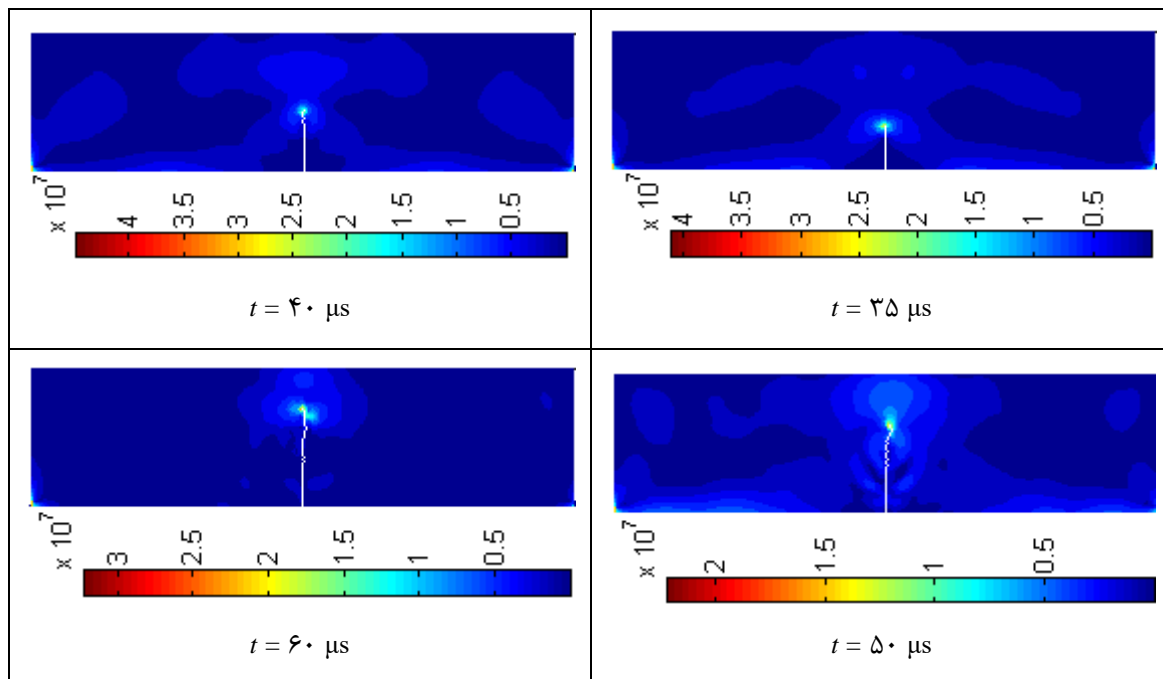 x 10⁷ 4 3.5 3 2.5 2 1.5 1 0.5
t = ۳۵ μs
x 10⁷ 4 3.5 3 2.5 2 1.5 1 0.5
t = ۴۰ μs
x 10⁷ 2 1.5 1 0.5
t = ۵۰ μs
x 10⁷ 3 2.5 2 1.5 1 0.5
t = ۶۰ μs